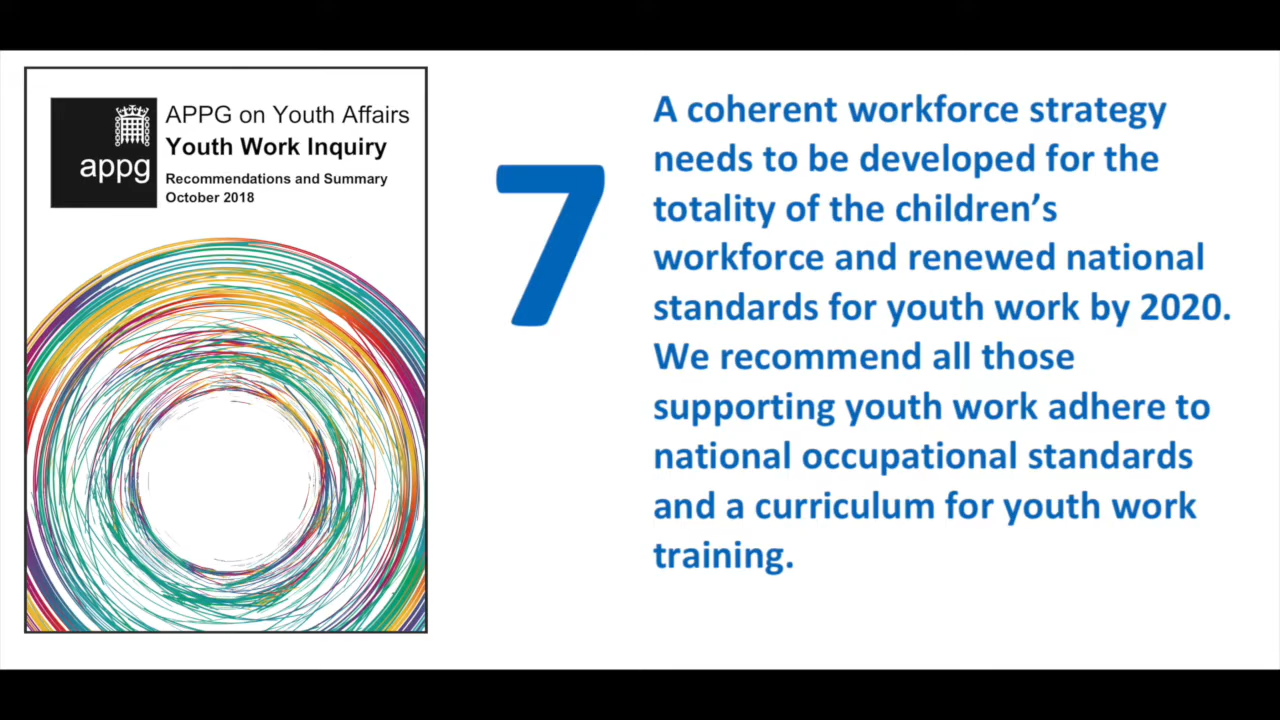 appg
APPG on Youth Affairs
Youth Work Inquiry
Recommendations and Summary
October 2018
7
A coherent workforce strategy
needs to be developed for the
totality of the children’s
workforce and renewed national
standards for youth work by 2020.
We recommend all those
supporting youth work adhere to
national occupational standards
and a curriculum for youth work
training.